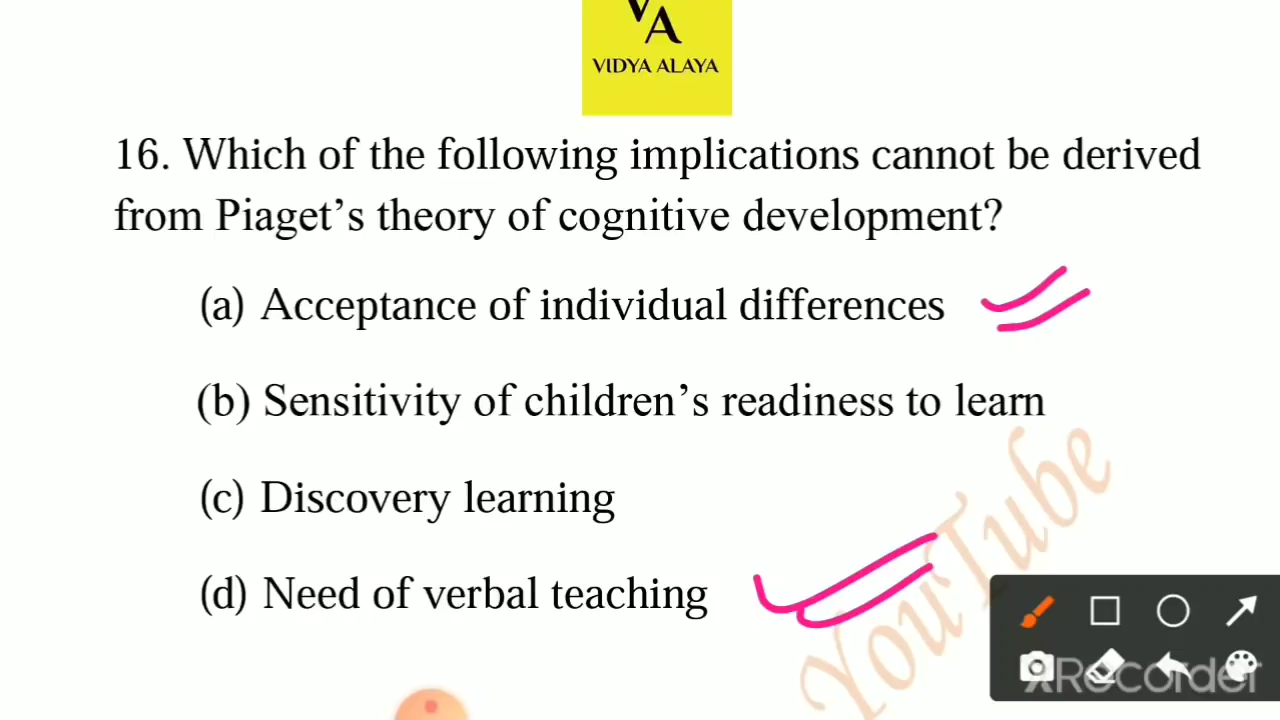 VA
VIDYA ALAYA
16. Which of the following implications cannot be derived
from Piaget’s theory of cognitive development?
(a) Acceptance of individual differences
(b) Sensitivity of children’s readiness to learn
(c) Discovery learning
(d) Need of verbal teaching
YouTube
XRecorder